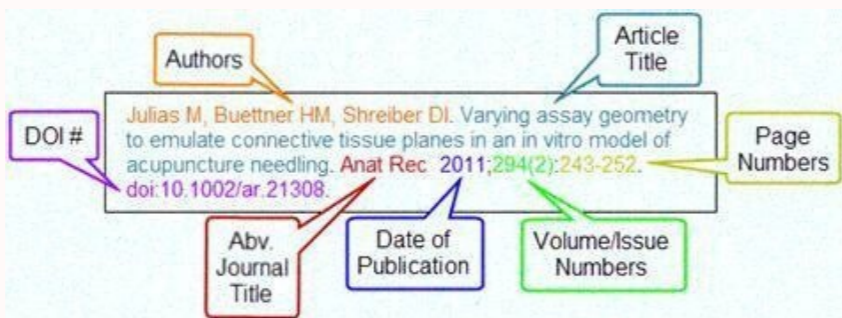 Authors
Article
Title
Julias M, Buettner HM, Shreiber DI. Varying assay geometry
to emulate connective tissue planes in an in vitro model of
acupuncture needling. Anat Rec 2011;294(2):243-252.
doi:10.1002/ar.21308.
DOI #
Page
Numbers
Abv.
Journal
Title
Date of
Publication
Volume/Issue
Numbers